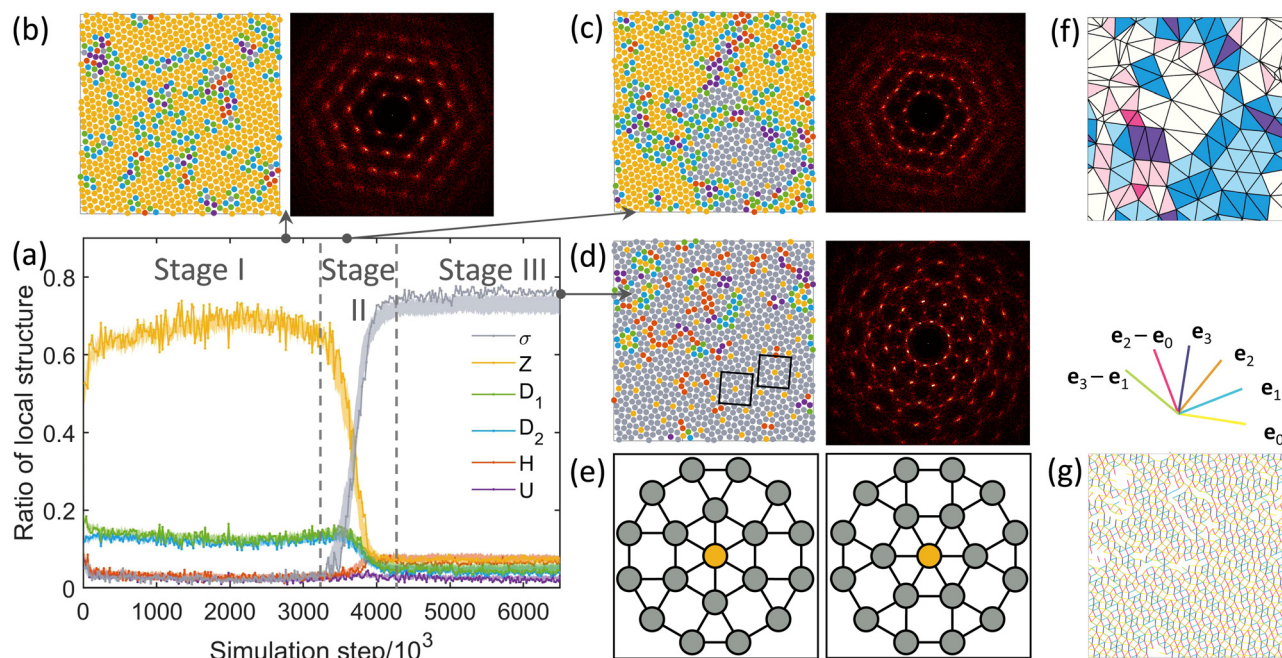 (b)
(c)
(f)
(a)
Stage I
Stage II
Stage III
0.8
0.6
0.4
0.2
0
Ratio of local structure
σ
Z
D₁
D₂
H
U
0 1000 2000 3000 4000 5000 6000
Simulation step/10³
(d)
(e)
e₃−e₁
e₂−e₀
e₃
e₂
e₁
e₀
(g)